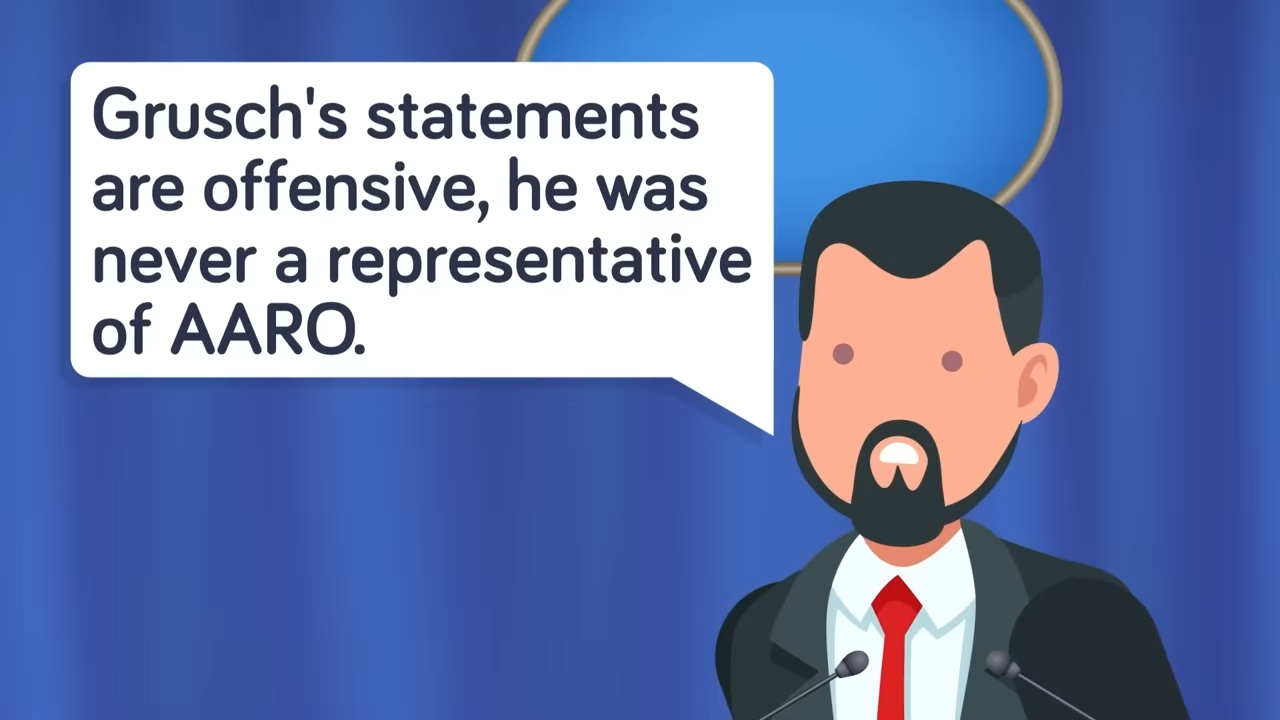 Grusch's statements
are offensive, he was
never a representative
of AARO.